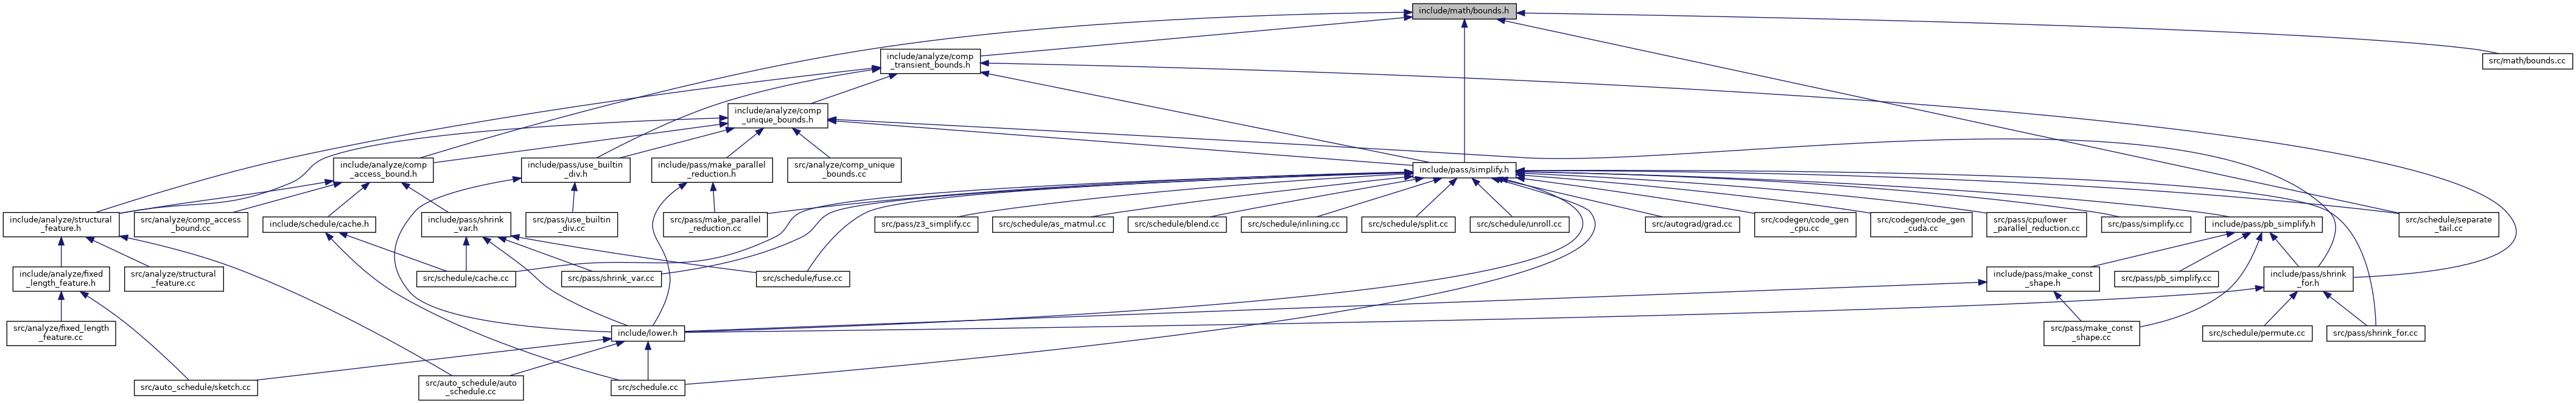 include/math/bounds.h
include/analyze/comp
_transient_bounds.h
src/math/bounds.cc
include/analyze/comp
_unique_bounds.h
include/analyze/comp
_access_bound.h
include/pass/use_builtin
_div.h
include/pass/make_parallel
_reduction.h
src/analyze/comp_unique
_bounds.cc
include/pass/simplify.h
include/analyze/structural
_feature.h
src/analyze/comp_access
_bound.cc
include/schedule/cache.h
include/pass/shrink
_var.h
src/pass/use_builtin
_div.cc
src/pass/make_parallel
_reduction.cc
src/pass/z3_simplify.cc
src/schedule/as_matmul.cc
src/schedule/blend.cc
src/schedule/inlining.cc
src/schedule/split.cc
src/schedule/unroll.cc
src/autograd/grad.cc
src/codegen/code_gen
_cpu.cc
src/codegen/code_gen
_cuda.cc
src/pass/cpu/lower
_parallel_reduction.cc
src/pass/simplify.cc
include/pass/pb_simplify.h
src/schedule/separate
_tail.cc
include/analyze/fixed
_length_feature.h
src/analyze/structural
_feature.cc
src/schedule/cache.cc
src/pass/shrink_var.cc
src/schedule/fuse.cc
include/pass/make_const
_shape.h
src/pass/pb_simplify.cc
include/pass/shrink
_for.h
src/analyze/fixed_length
_feature.cc
include/lower.h
src/pass/make_const
_shape.cc
src/schedule/permute.cc
src/pass/shrink_for.cc
src/auto_schedule/sketch.cc
src/auto_schedule/auto
_schedule.cc
src/schedule.cc